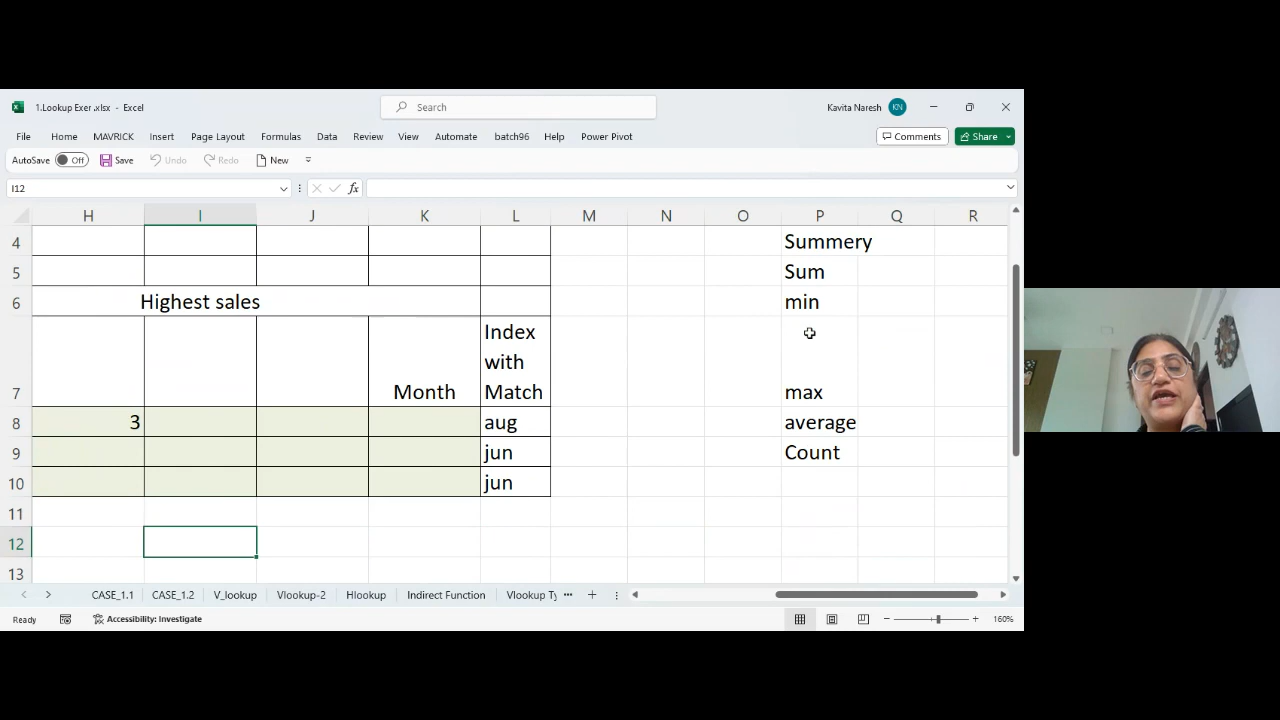 1.Lookup Exer.xlsx - Excel
Search
Kavita Naresh KN
File Home MAVRICK Insert Page Layout Formulas Data Review View Automate batch96 Help Power Pivot Comments Share
AutoSave Off Save Undo Redo New
I12 fx
H I J K L M N O P Q R
4 Summery
5 Sum
6 Highest sales min
7 Month Index with Match max
8 3 aug average
9 jun Count
10 jun
11
12
13
CASE_1.1 CASE_1.2 V_lookup Vlookup-2 Hlookup Indirect Function Vlookup Ty ...
Ready Accessibility: Investigate 160%